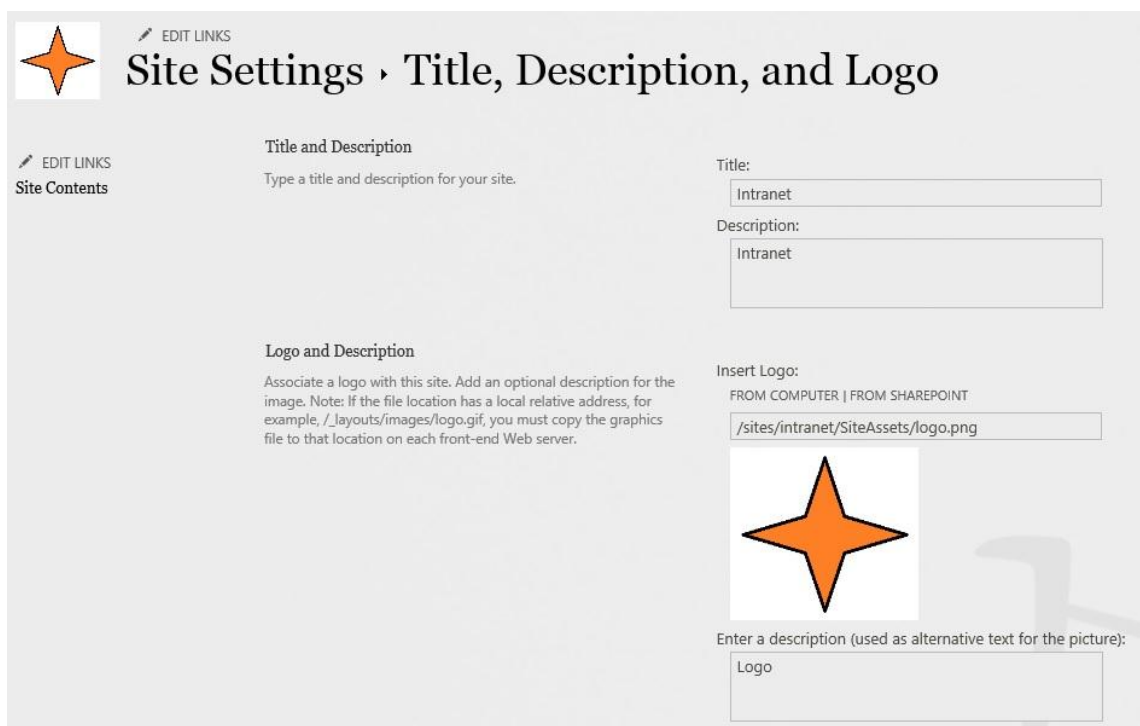 EDIT LINKS
Site Settings ▸ Title, Description, and Logo
EDIT LINKS
Site Contents
Title and Description
Type a title and description for your site.
Title:
Intranet
Description:
Intranet
Logo and Description
Associate a logo with this site. Add an optional description for the
image. Note: If the file location has a local relative address, for
example, /_layouts/images/logo.gif, you must copy the graphics
file to that location on each front-end Web server.
Insert Logo:
FROM COMPUTER | FROM SHAREPOINT
/sites/intranet/SiteAssets/logo.png
Enter a description (used as alternative text for the picture):
Logo